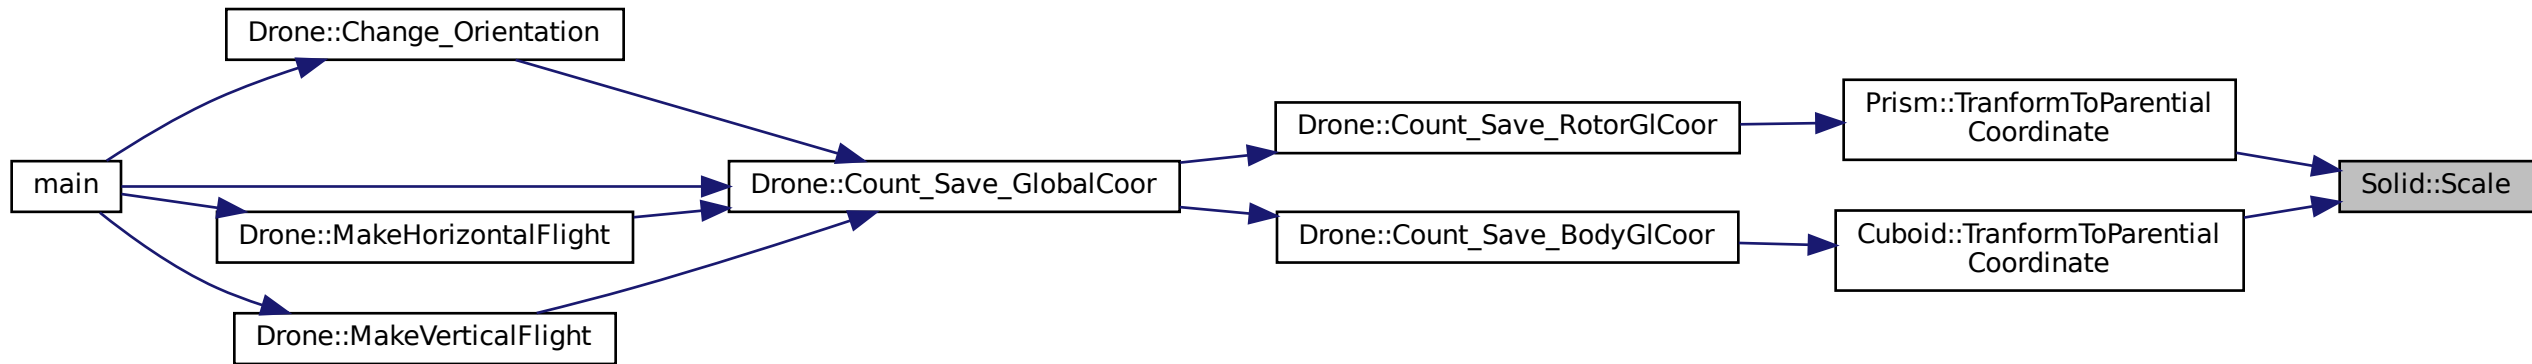 Drone::Change_Orientation
main
Drone::MakeHorizontalFlight
Drone::MakeVerticalFlight
Drone::Count_Save_GlobalCoor
Drone::Count_Save_RotorGlCoor
Drone::Count_Save_BodyGlCoor
Prism::TranformToParential
Coordinate
Cuboid::TranformToParential
Coordinate
Solid::Scale